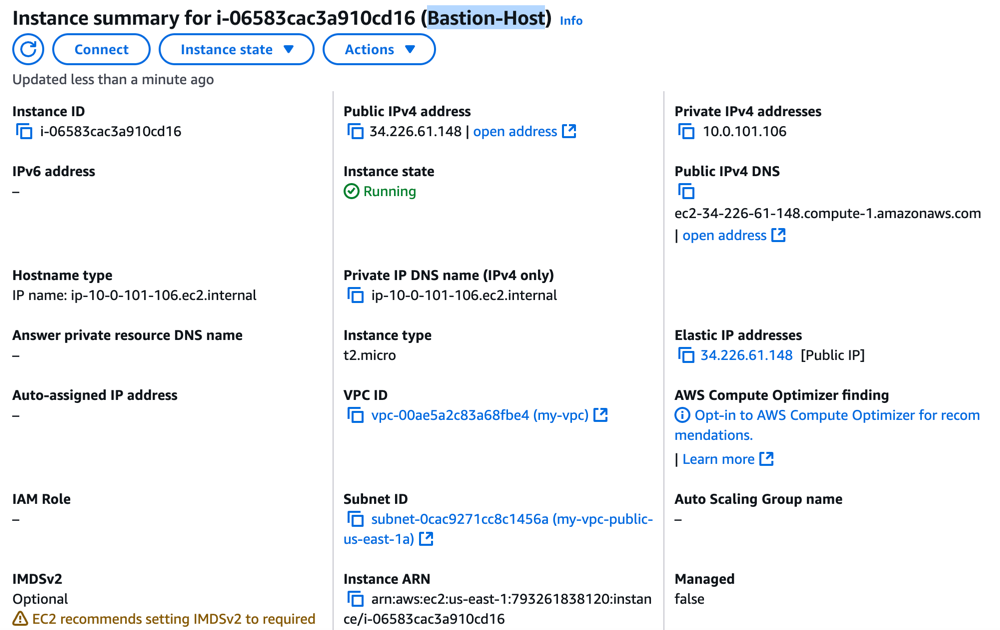 Instance summary for i-06583cac3a910cd16 (Bastion-Host) Info
Connect
Instance state
Actions
Updated less than a minute ago
Instance ID
i-06583cac3a910cd16
Public IPv4 address
34.226.61.148 | open address
Private IPv4 addresses
10.0.101.106
IPv6 address
–
Instance state
Running
Public IPv4 DNS
ec2-34-226-61-148.compute-1.amazonaws.com
| open address
Hostname type
IP name: ip-10-0-101-106.ec2.internal
Private IP DNS name (IPv4 only)
ip-10-0-101-106.ec2.internal
Answer private resource DNS name
–
Instance type
t2.micro
Elastic IP addresses
34.226.61.148 [Public IP]
Auto-assigned IP address
–
VPC ID
vpc-00ae5a2c83a68fbe4 (my-vpc)
AWS Compute Optimizer finding
Opt-in to AWS Compute Optimizer for recom
mendations.
| Learn more
IAM Role
–
Subnet ID
subnet-0cac9271cc8c1456a (my-vpc-public-
us-east-1a)
Auto Scaling Group name
–
IMDSv2
Optional
EC2 recommends setting IMDSv2 to required
Instance ARN
arn:aws:ec2:us-east-1:793261838120:instan
ce/i-06583cac3a910cd16
Managed
false